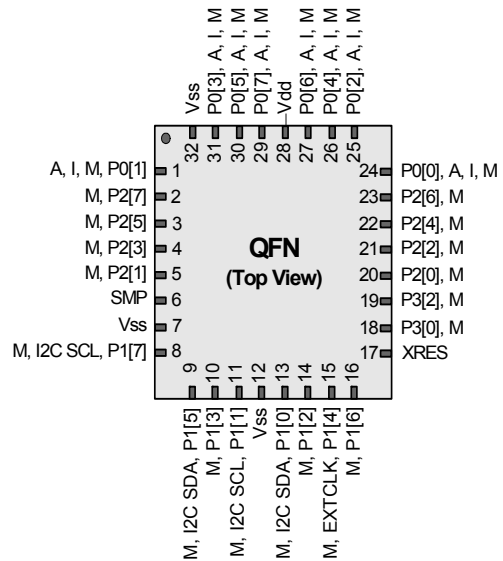 Vss
P0[3], A, I, M
P0[5], A, I, M
P0[7], A, I, M
Vdd
P0[6], A, I, M
P0[4], A, I, M
P0[2], A, I, M
32
31
30
29
28
27
26
25
A, I, M, P0[1] 1
M, P2[7] 2
M, P2[5] 3
M, P2[3] 4
M, P2[1] 5
SMP 6
Vss 7
M, I2C SCL, P1[7] 8
QFN
(Top View)
24 P0[0], A, I, M
23 P2[6], M
22 P2[4], M
21 P2[2], M
20 P2[0], M
19 P3[2], M
18 P3[0], M
17 XRES
9
10
11
12
13
14
15
16
M, I2C SDA, P1[5]
M, P1[3]
M, I2C SCL, P1[1]
Vss
M, I2C SDA, P1[0]
M, P1[2]
M, EXTCLK, P1[4]
M, P1[6]